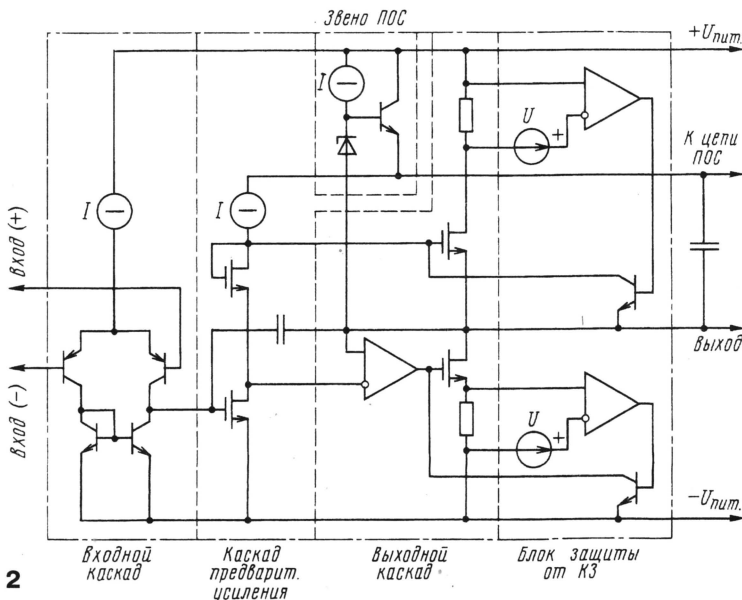 Звено ПОС
+Uпит.
I
U
+
К цепи
ПОС
I
I
Вход (+)
Вход (-)
Выход
U
+
-Uпит.
Входной
каскад
Каскад
предварит.
усиления
Выходной
каскад
Блок защиты
от КЗ
2